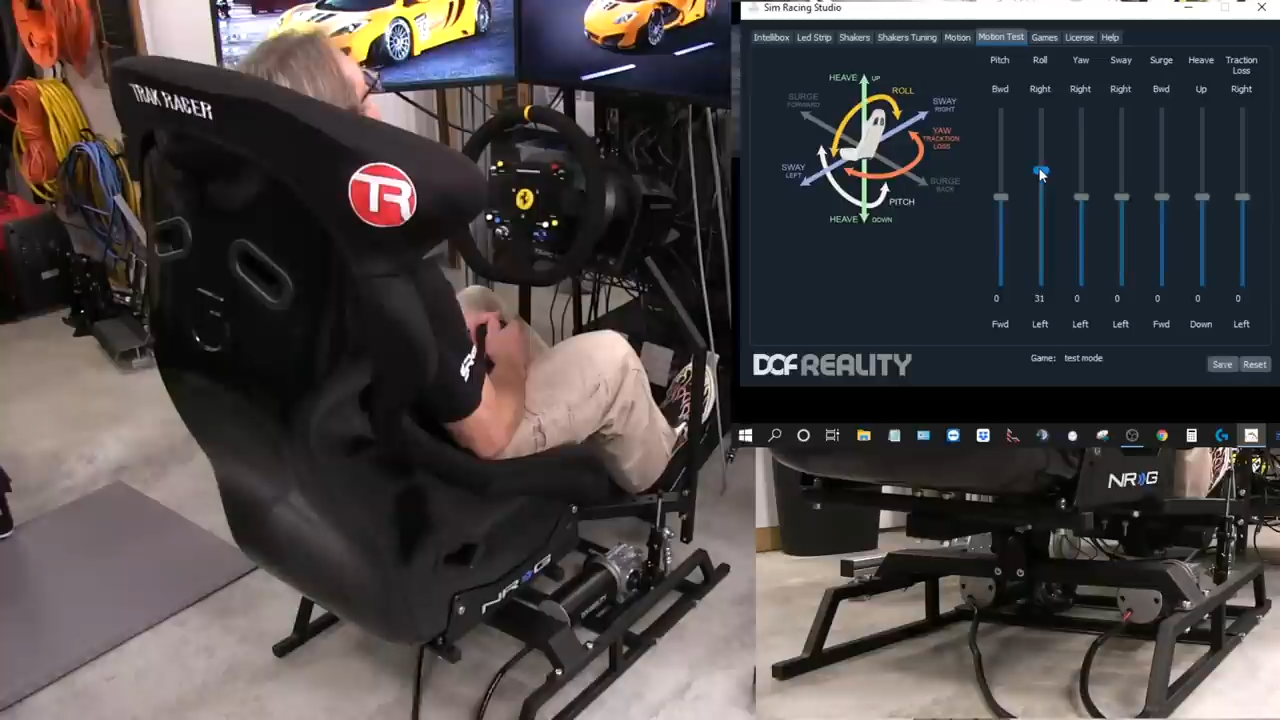 Sim Racing Studio
Intellibox Led Strip Shakers Shakers Tuning Motion Motion Test Games License Help
Pitch Roll Yaw Sway Surge Heave Traction
Loss
Bwd Right Right Right Bwd Up Right
HEAVE UP
ROLL
SURGE
FORWARD
SWAY
RIGHT
YAW
TRACKTION
LOSS
SWAY
LEFT
SURGE
BACK
PITCH
HEAVE DOWN
0 31 0 0 0 0 0
Fwd Left Left Left Fwd Down Left
Game: test mode
DOF REALITY
Save Reset
TRAK RACER
TR
NRG
NRG